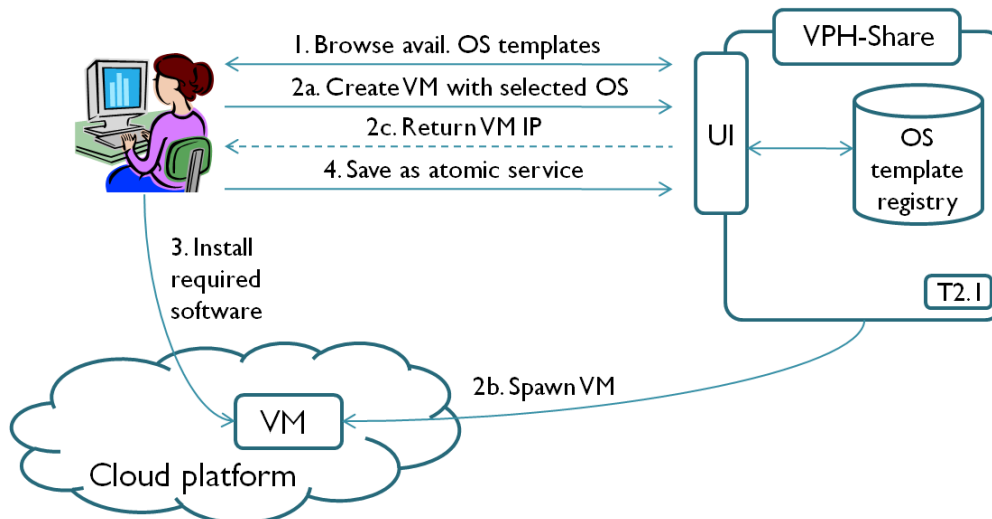 1. Browse avail. OS templates
2a. Create VM with selected OS
2c. Return VM IP
4. Save as atomic service
VPH-Share
UI
OS
template
registry
T2.1
3. Install
required
software
2b. Spawn VM
VM
Cloud platform